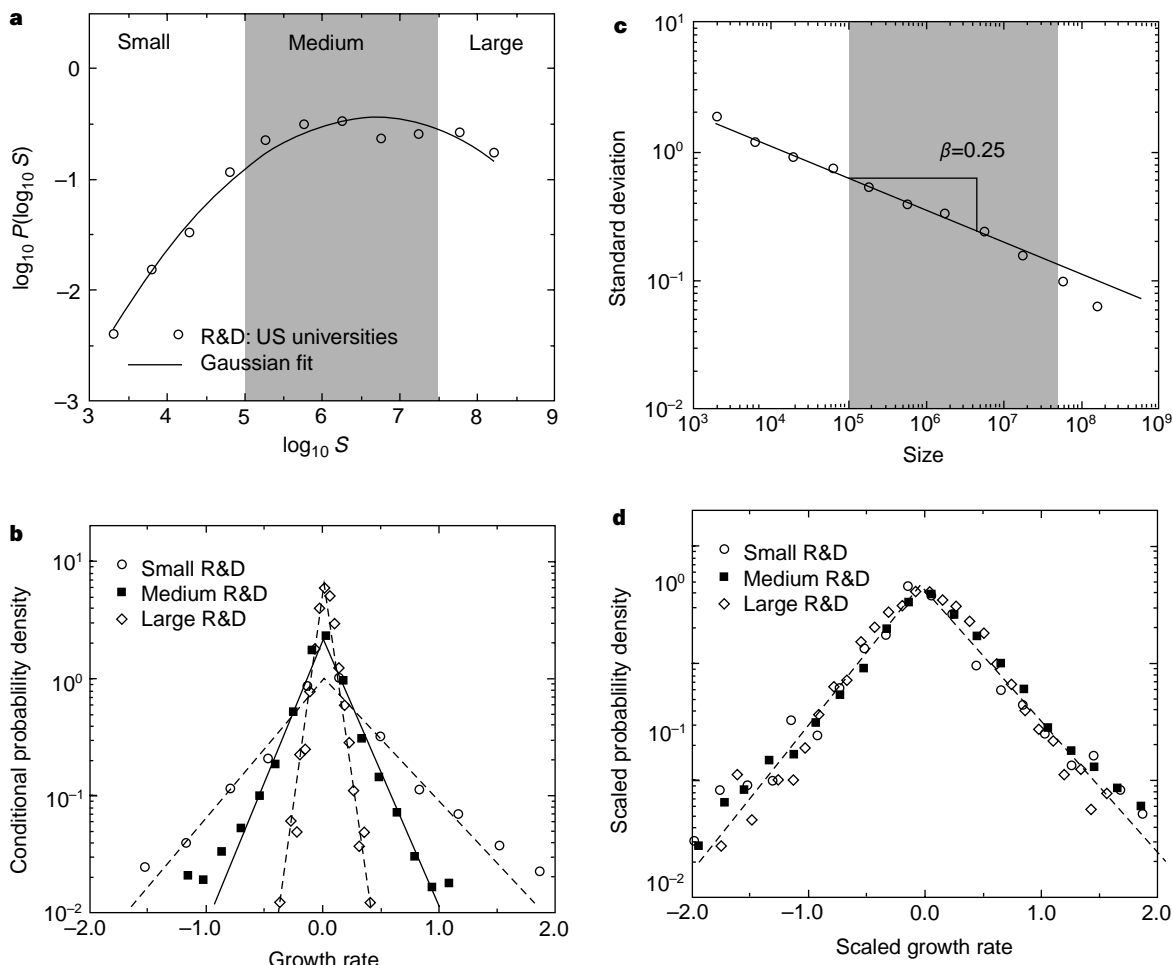 a
Small Medium Large
0
–1
–2
–3
log10 P(log10 S)
R&D: US universities
Gaussian fit
3 4 5 6 7 8 9
log10 S
c
10^1
10^0
10^-1
10^-2
Standard deviation
β=0.25
10^3 10^4 10^5 10^6 10^7 10^8 10^9
Size
b
10^1
10^0
10^-1
10^-2
Conditional probability density
Small R&D
Medium R&D
Large R&D
–2.0 –1.0 0.0 1.0 2.0
Growth rate
d
10^0
10^-1
10^-2
Scaled probability density
Small R&D
Medium R&D
Large R&D
–2.0 –1.0 0.0 1.0 2.0
Scaled growth rate